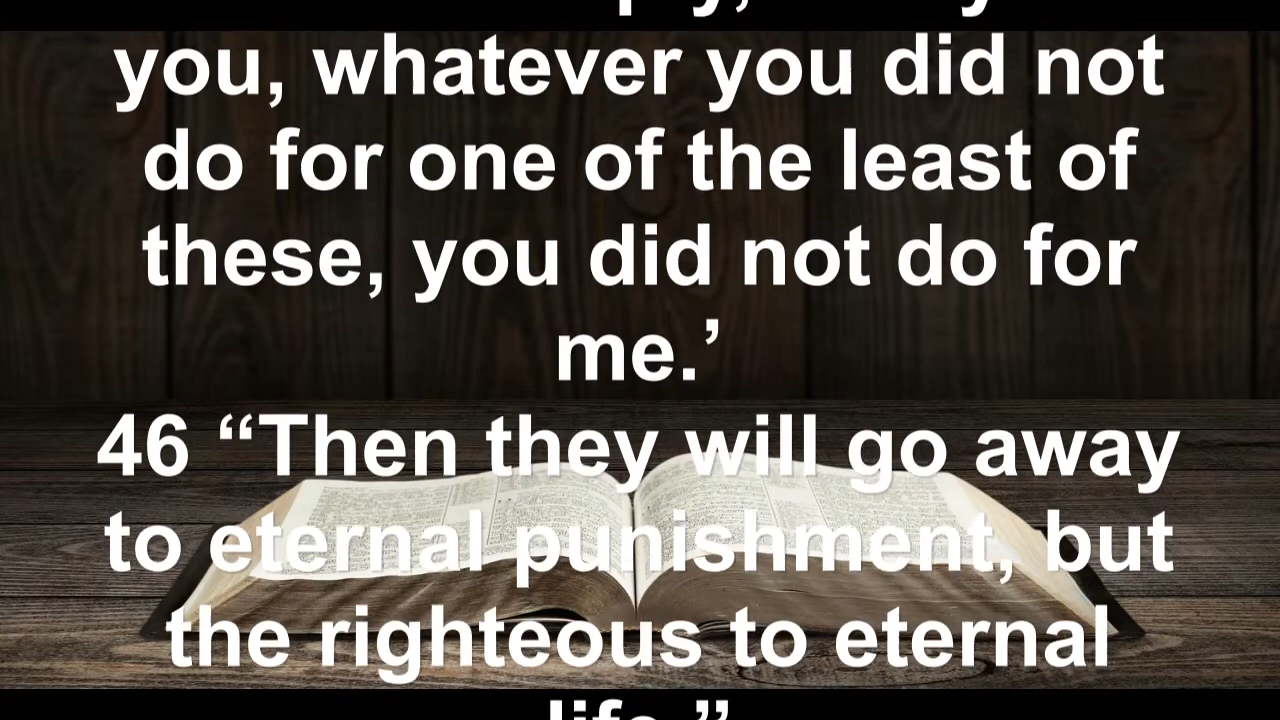 you, whatever you did not
do for one of the least of
these, you did not do for
me.’
46 “Then they will go away
to eternal punishment, but
the righteous to eternal
life.”